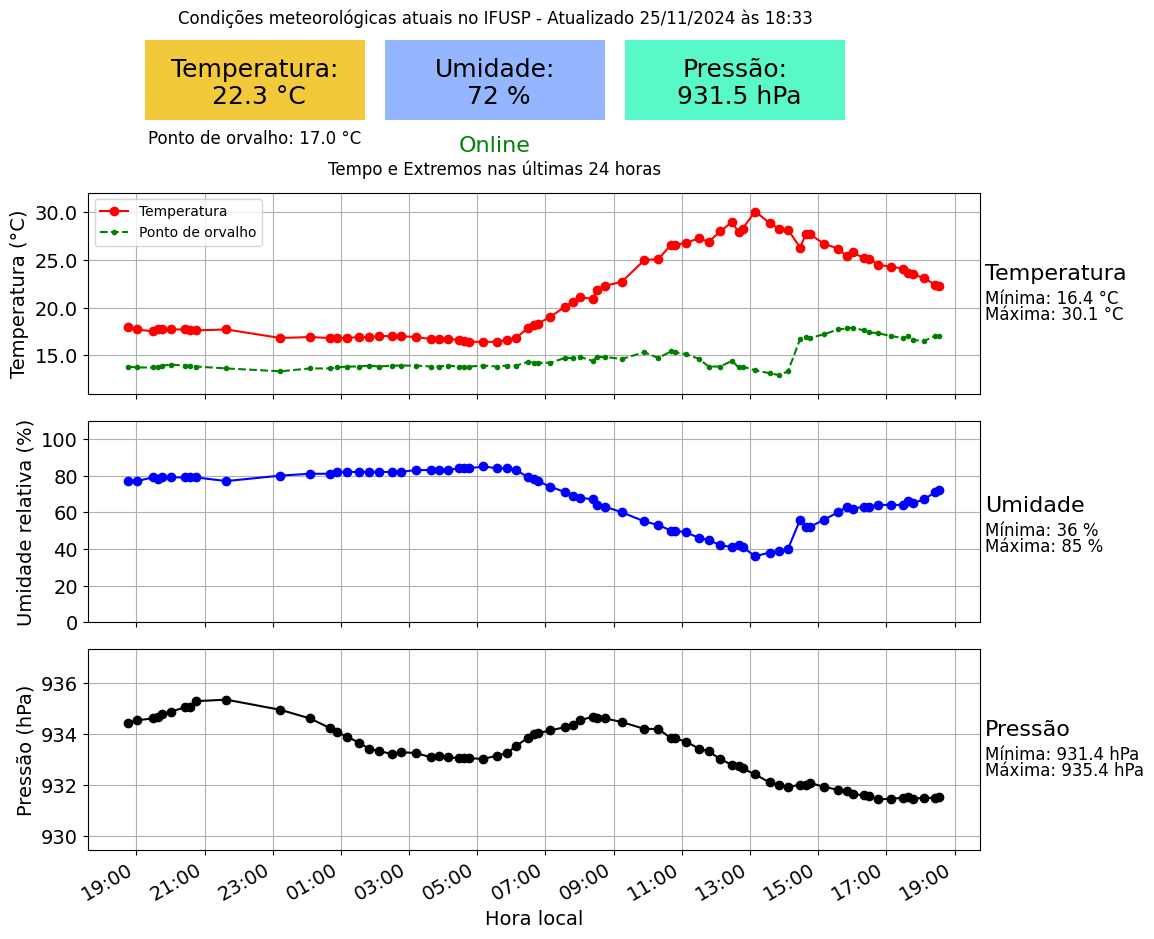 Condições meteorológicas atuais no IFUSP - Atualizado 25/11/2024 às 18:33
Temperatura:
22.3 °C
Umidade:
72 %
Pressão:
931.5 hPa
Ponto de orvalho: 17.0 °C
Online
Tempo e Extremos nas últimas 24 horas
Temperatura (°C)
30.0
25.0
20.0
15.0
Temperatura
Ponto de orvalho
Temperatura
Mínima: 16.4 °C
Máxima: 30.1 °C
Umidade relativa (%)
100
80
60
40
20
0
Umidade
Mínima: 36 %
Máxima: 85 %
Pressão (hPa)
936
934
932
930
Pressão
Mínima: 931.4 hPa
Máxima: 935.4 hPa
19:00 21:00 23:00 01:00 03:00 05:00 07:00 09:00 11:00 13:00 15:00 17:00 19:00
Hora local